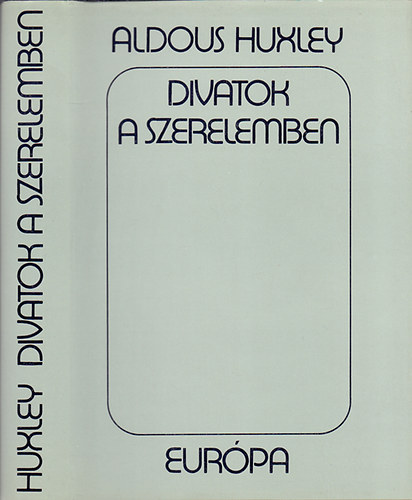 HUXLEY DIVATOK A SZERELEMBEN
ALDOUS HUXLEY
DIVATOK
A SZERELEMBEN
EURÓPA